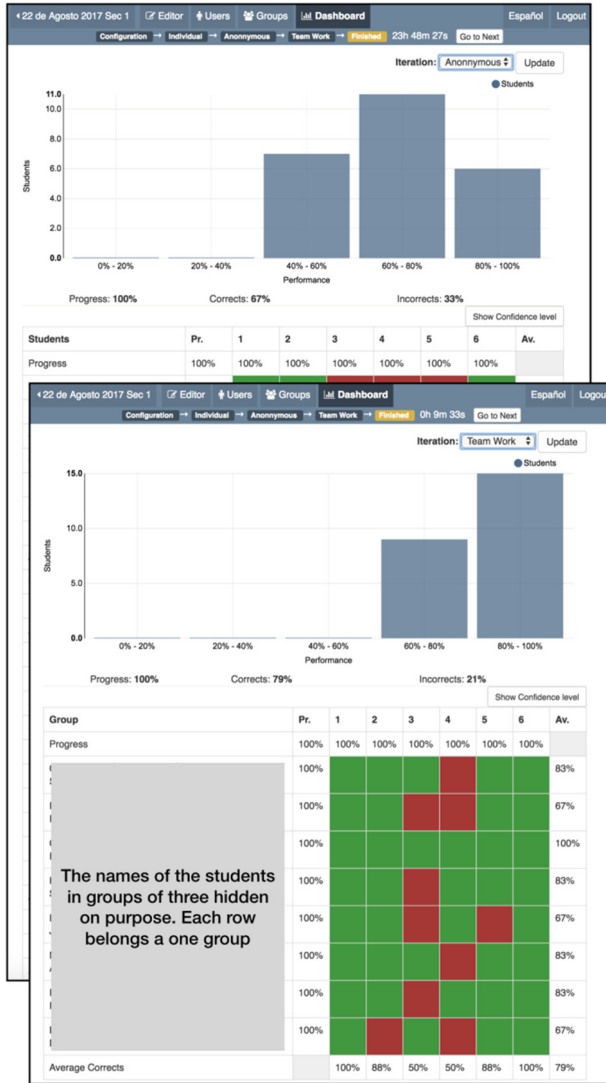 22 de Agosto 2017 Sec 1 Editor Users Groups Dashboard Español Logout
Configuration → Individual → Anonnymous → Team Work → Finished 23h 48m 27s Go to Next
Iteration: Anonnymous Update
Students
11.0
10.0
8.0
6.0
4.0
2.0
0.0
Students
0% - 20% 20% - 40% 40% - 60% 60% - 80% 80% - 100%
Performance
Progress: 100% Corrects: 67% Incorrects: 33%
Show Confidence level
Students Pr. 1 2 3 4 5 6 Av.
Progress 100% 100% 100% 100% 100% 100% 100%
22 de Agosto 2017 Sec 1 Editor Users Groups Dashboard Español Logou
Configuration → Individual → Anonnymous → Team Work → Finished 0h 9m 33s Go to Next
Iteration: Team Work Update
Students
15.0
10.0
5.0
0.0
Students
0% - 20% 20% - 40% 40% - 60% 60% - 80% 80% - 100%
Performance
Progress: 100% Corrects: 79% Incorrects: 21%
Show Confidence level
Group Pr. 1 2 3 4 5 6 Av.
Progress 100% 100% 100% 100% 100% 100% 100%
100% 83%
100% 67%
100% 100%
100% 83%
100% 67%
100% 83%
100% 83%
100% 67%
The names of the students
in groups of three hidden
on purpose. Each row
belongs a one group
Average Corrects 100% 88% 50% 50% 88% 100% 79%